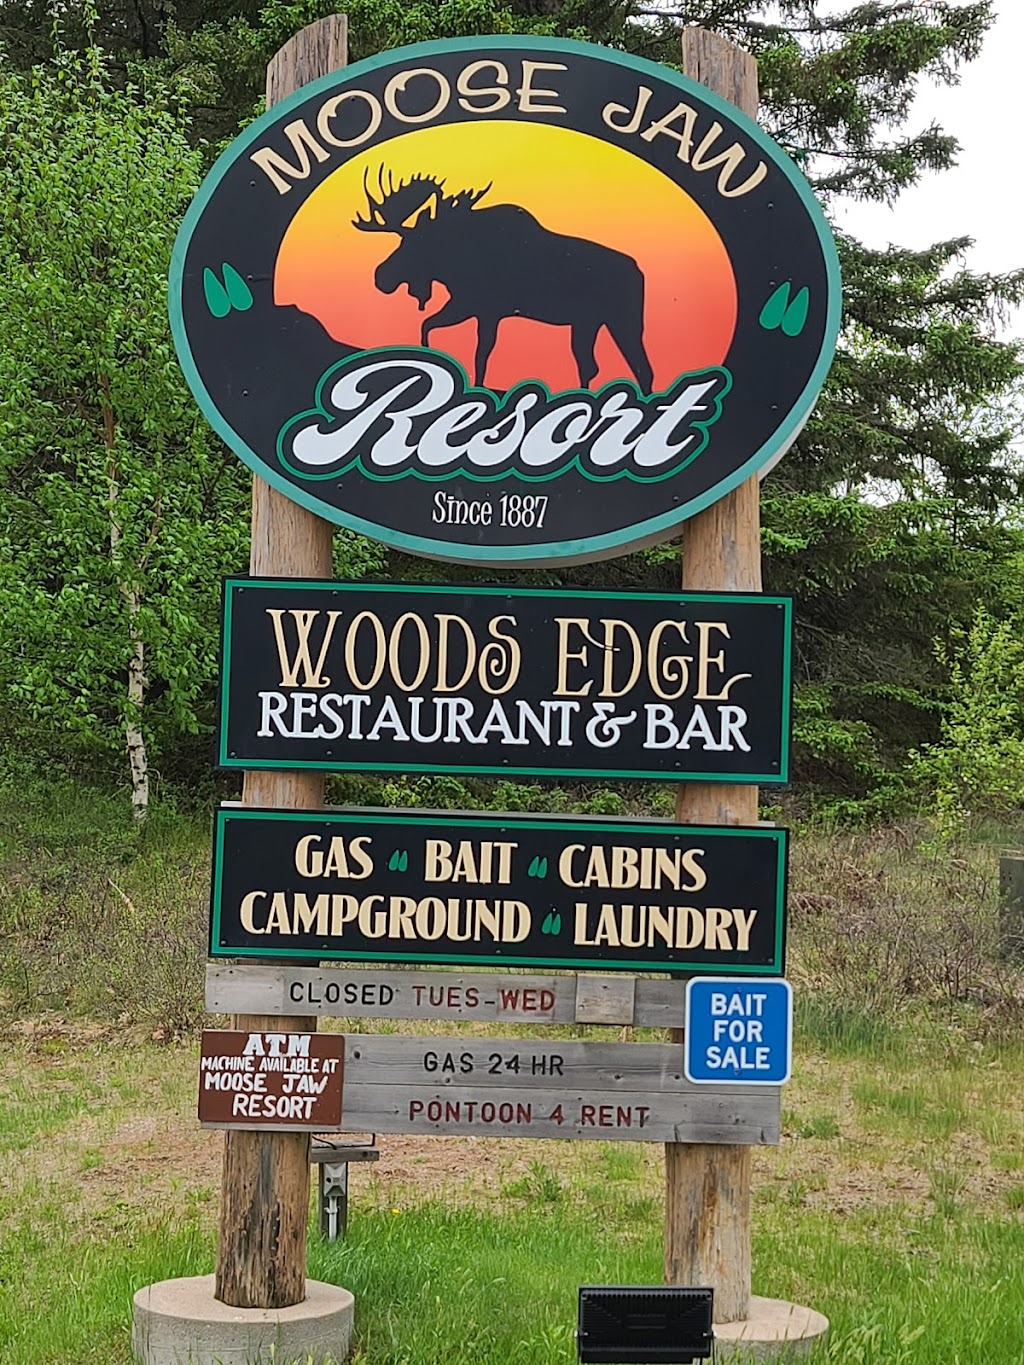 MOOSE JAW
Resort
Since 1887
WOODS EDGE
RESTAURANT & BAR
GAS BAIT CABINS
CAMPGROUND LAUNDRY
CLOSED TUES-WED
BAIT
FOR
SALE
ATM
MACHINE AVAILABLE AT
MOOSE JAW
RESORT
GAS 24 HR
PONTOON 4 RENT